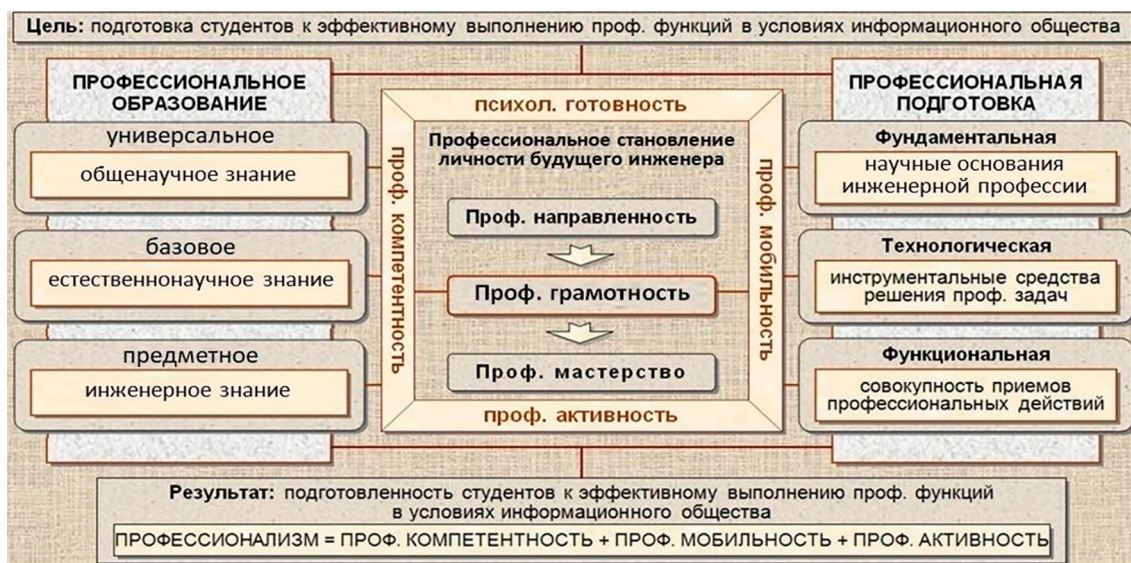 Цель: подготовка студентов к эффективному выполнению проф. функций в условиях информационного общества
ПРОФЕССИОНАЛЬНОЕ
ОБРАЗОВАНИЕ
универсальное
общенаучное знание
базовое
естественнонаучное знание
предметное
инженерное знание
психол. готовность
проф. компетентность
Профессиональное становление
личности будущего инженера
Проф. направленность
Проф. грамотность
Проф. мастерство
проф. мобильность
проф. активность
ПРОФЕССИОНАЛЬНАЯ
ПОДГОТОВКА
Фундаментальная
научные основания
инженерной профессии
Технологическая
инструментальные средства
решения проф. задач
Функциональная
совокупность приемов
профессиональных действий
Результат: подготовленность студентов к эффективному выполнению проф. функций
в условиях информационного общества
ПРОФЕССИОНАЛИЗМ = ПРОФ. КОМПЕТЕНТНОСТЬ + ПРОФ. МОБИЛЬНОСТЬ + ПРОФ. АКТИВНОСТЬ